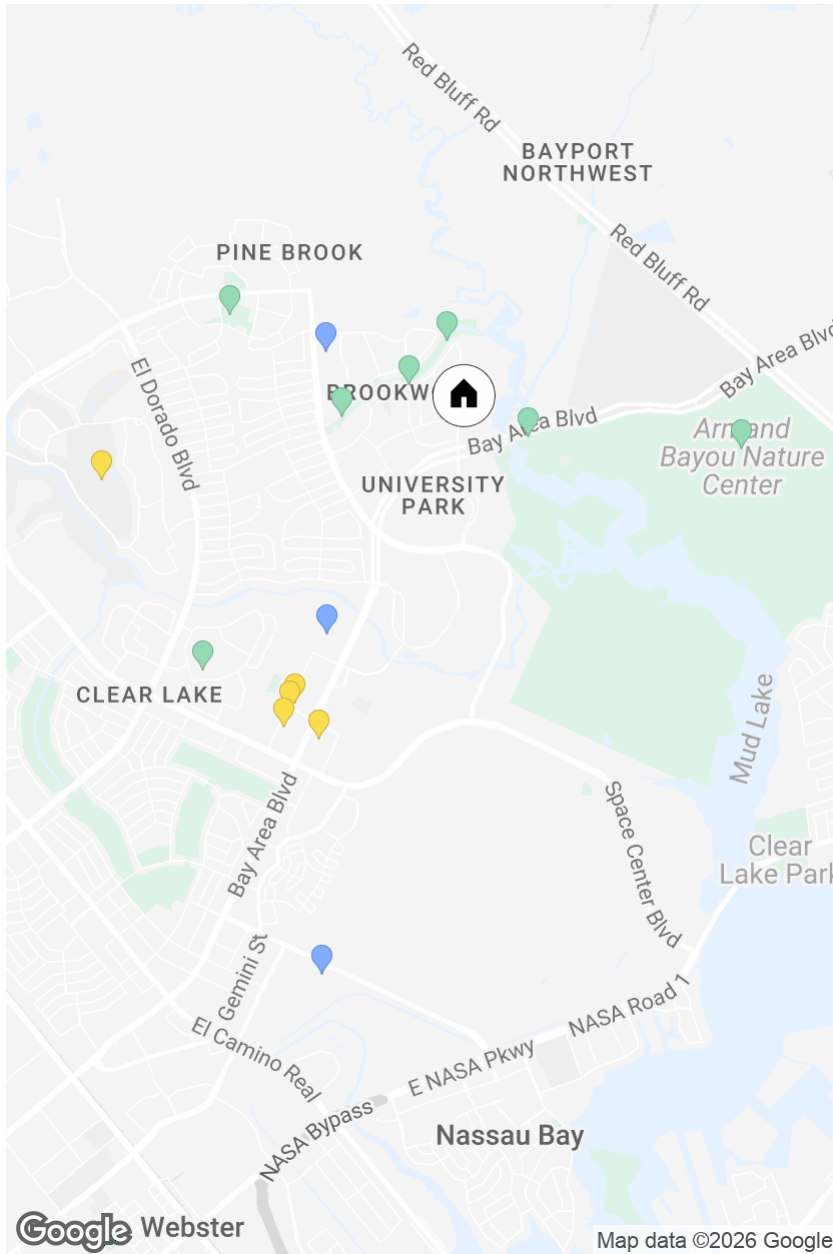 Red Bluff Rd
BAYPORT
NORTHWEST
PINE BROOK
Red Bluff Rd
Bay Area Blvd
El Dorado Blvd
Bay Area Blvd
Armand
Bayou Nature
Center
UNIVERSITY
PARK
CLEAR LAKE
Mud Lake
Bay Area Blvd
Space Center Blvd
Clear
Lake Park
Gemini St
NASA Road 1
El Camino Real
E NASA Pkwy
NASA Bypass
Nassau Bay
Google
Webster
Map data ©2026 Google